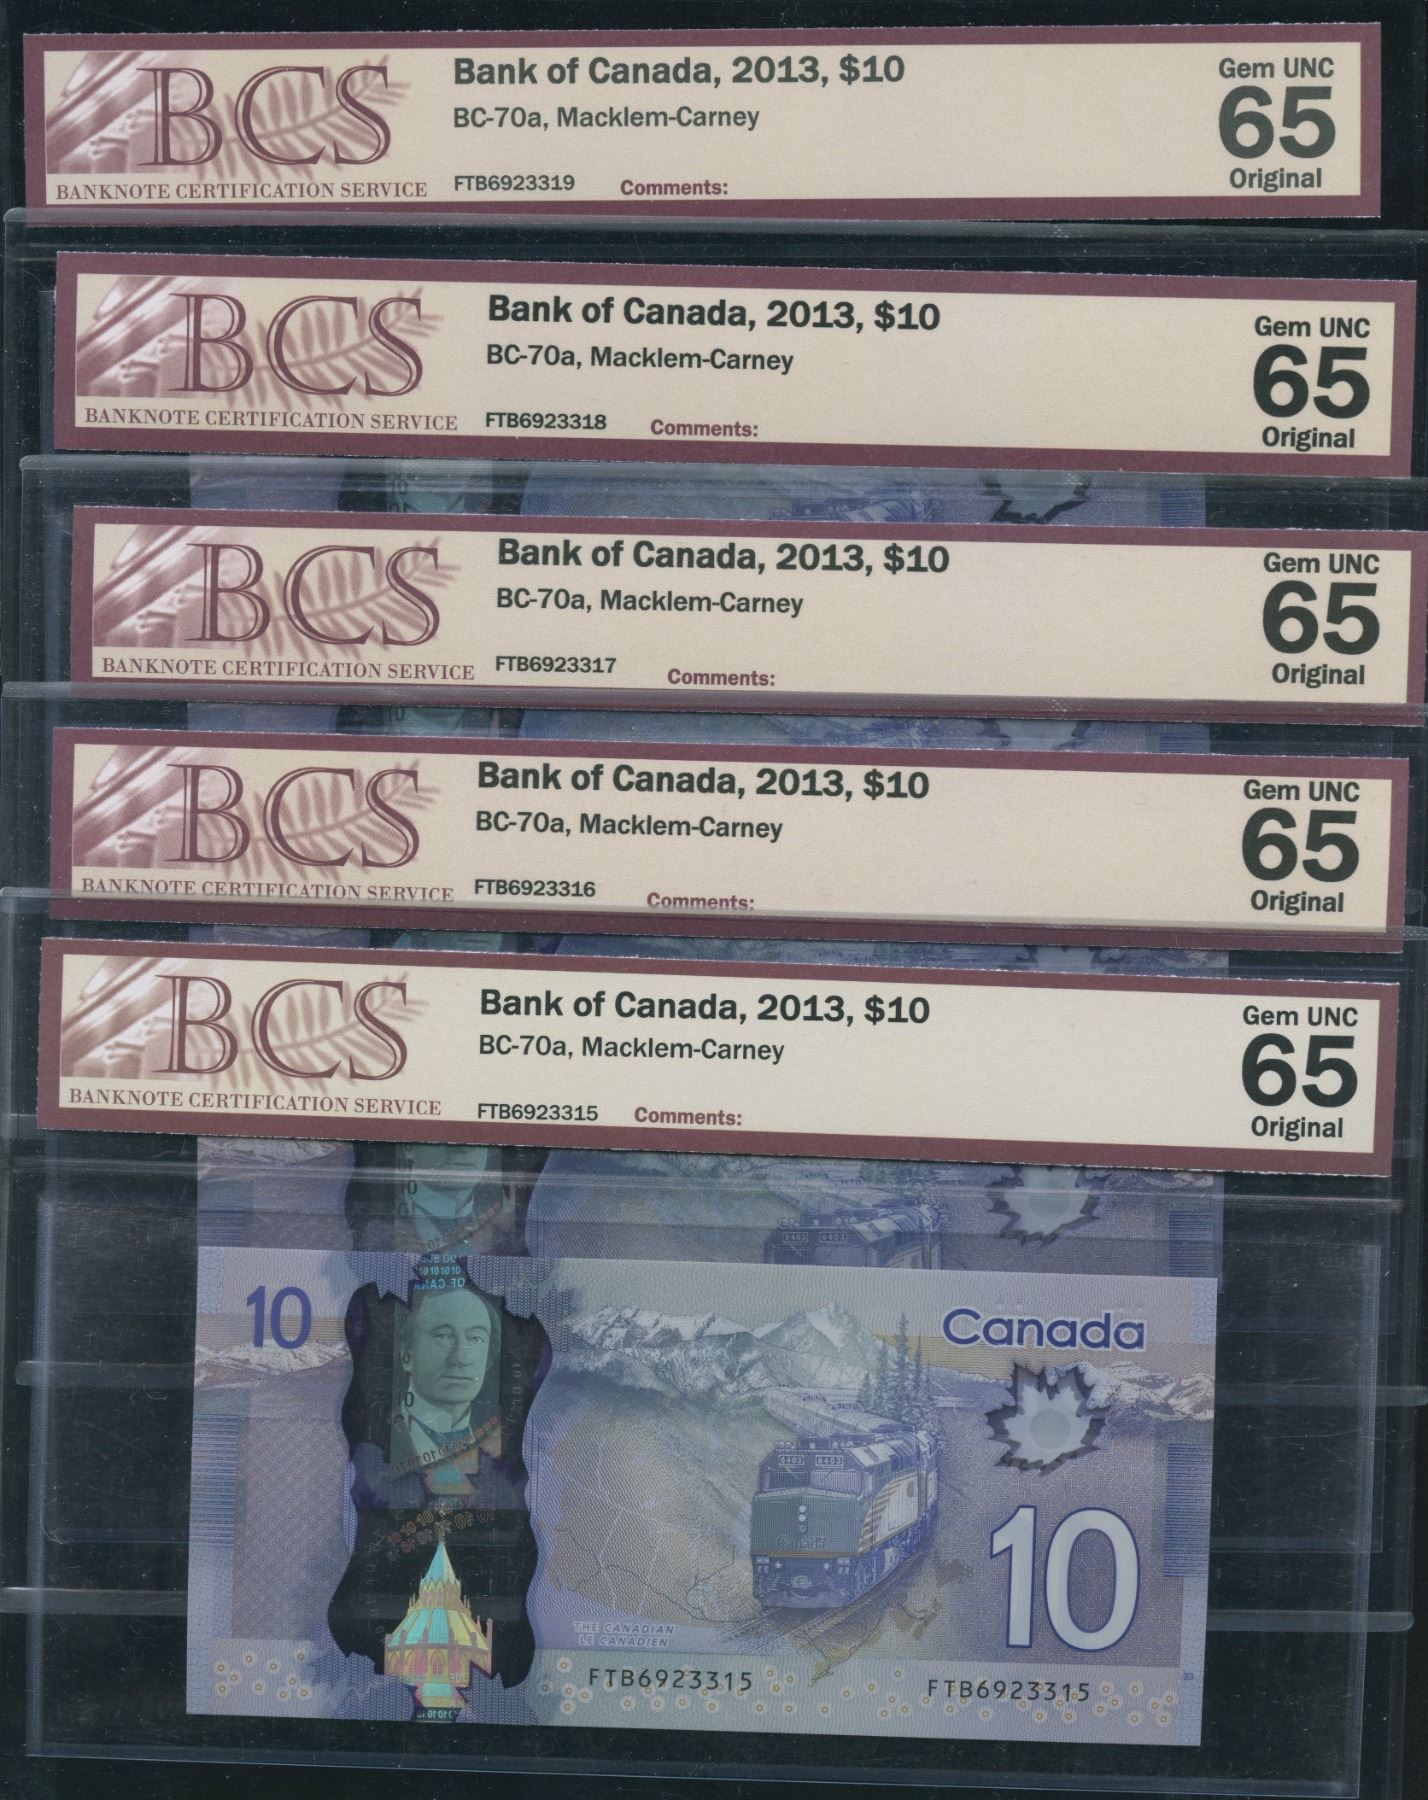 BCS
BANKNOTE CERTIFICATION SERVICE
Bank of Canada, 2013, $10
BC-70a, Macklem-Carney
FTB6923319 Comments:
Gem UNC
65
Original
BCS
BANKNOTE CERTIFICATION SERVICE
Bank of Canada, 2013, $10
BC-70a, Macklem-Carney
FTB6923318 Comments:
Gem UNC
65
Original
BCS
BANKNOTE CERTIFICATION SERVICE
Bank of Canada, 2013, $10
BC-70a, Macklem-Carney
FTB6923317 Comments:
Gem UNC
65
Original
BCS
BANKNOTE CERTIFICATION SERVICE
Bank of Canada, 2013, $10
BC-70a, Macklem-Carney
FTB6923316 Comments:
Gem UNC
65
Original
BCS
BANKNOTE CERTIFICATION SERVICE
Bank of Canada, 2013, $10
BC-70a, Macklem-Carney
FTB6923315 Comments:
Gem UNC
65
Original
6403 6403
10
Canada
6403 6403
Canada
10
THE CANADIAN
LE CANADIEN
FTB6923315
FTB6923315